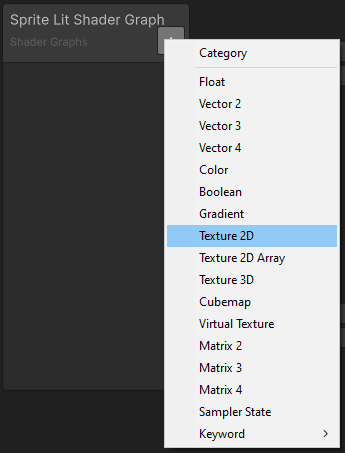 Sprite Lit Shader Graph
Shader Graphs
Category
Float
Vector 2
Vector 3
Vector 4
Color
Boolean
Gradient
Texture 2D
Texture 2D Array
Texture 3D
Cubemap
Virtual Texture
Matrix 2
Matrix 3
Matrix 4
Sampler State
Keyword